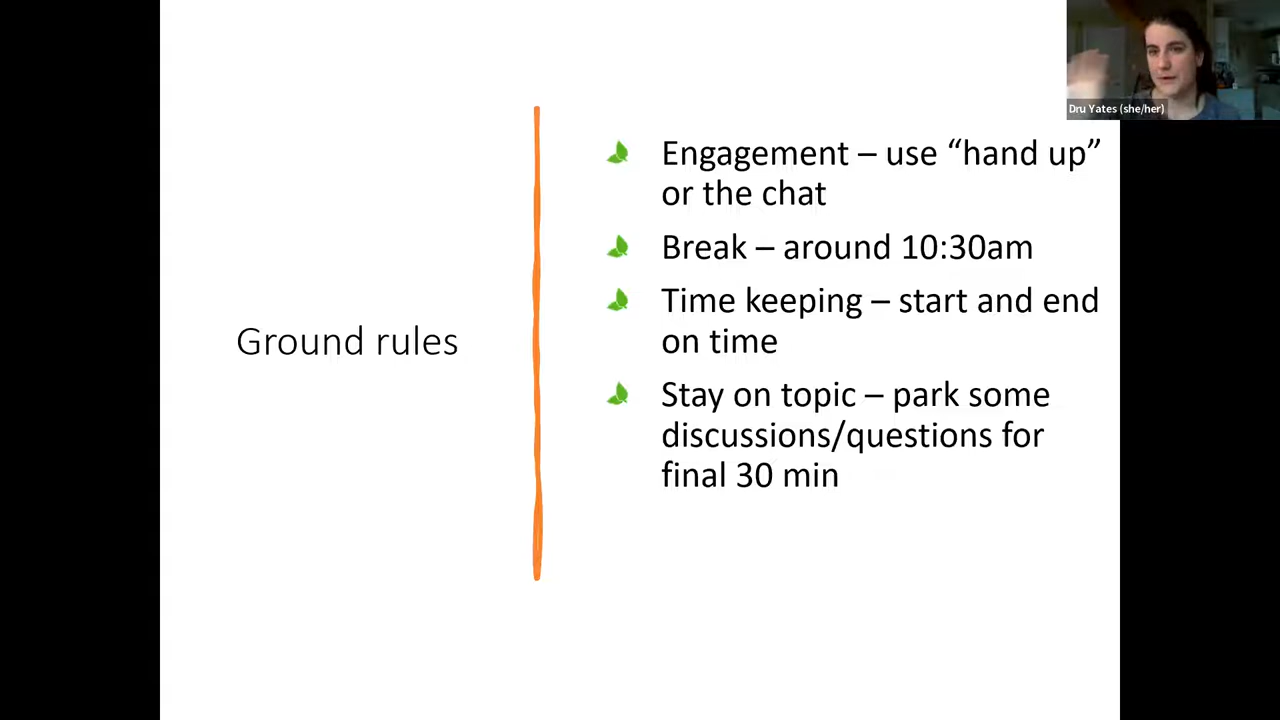 Dru Yates (she/her)
Ground rules
Engagement – use “hand up”
or the chat
Break – around 10:30am
Time keeping – start and end
on time
Stay on topic – park some
discussions/questions for
final 30 min